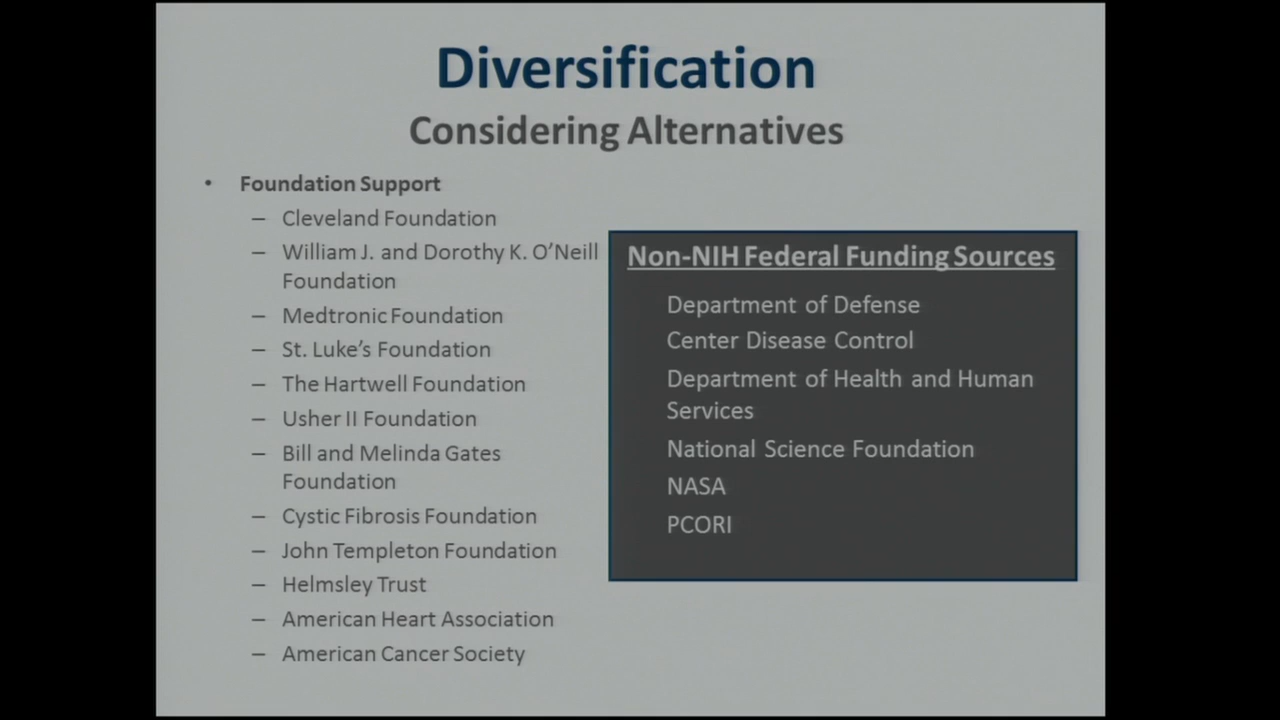 Diversification
Considering Alternatives
• Foundation Support
– Cleveland Foundation
– William J. and Dorothy K. O’Neill
Foundation
– Medtronic Foundation
– St. Luke’s Foundation
– The Hartwell Foundation
– Usher II Foundation
– Bill and Melinda Gates
Foundation
– Cystic Fibrosis Foundation
– John Templeton Foundation
– Helmsley Trust
– American Heart Association
– American Cancer Society
Non-NIH Federal Funding Sources
Department of Defense
Center Disease Control
Department of Health and Human
Services
National Science Foundation
NASA
PCORI